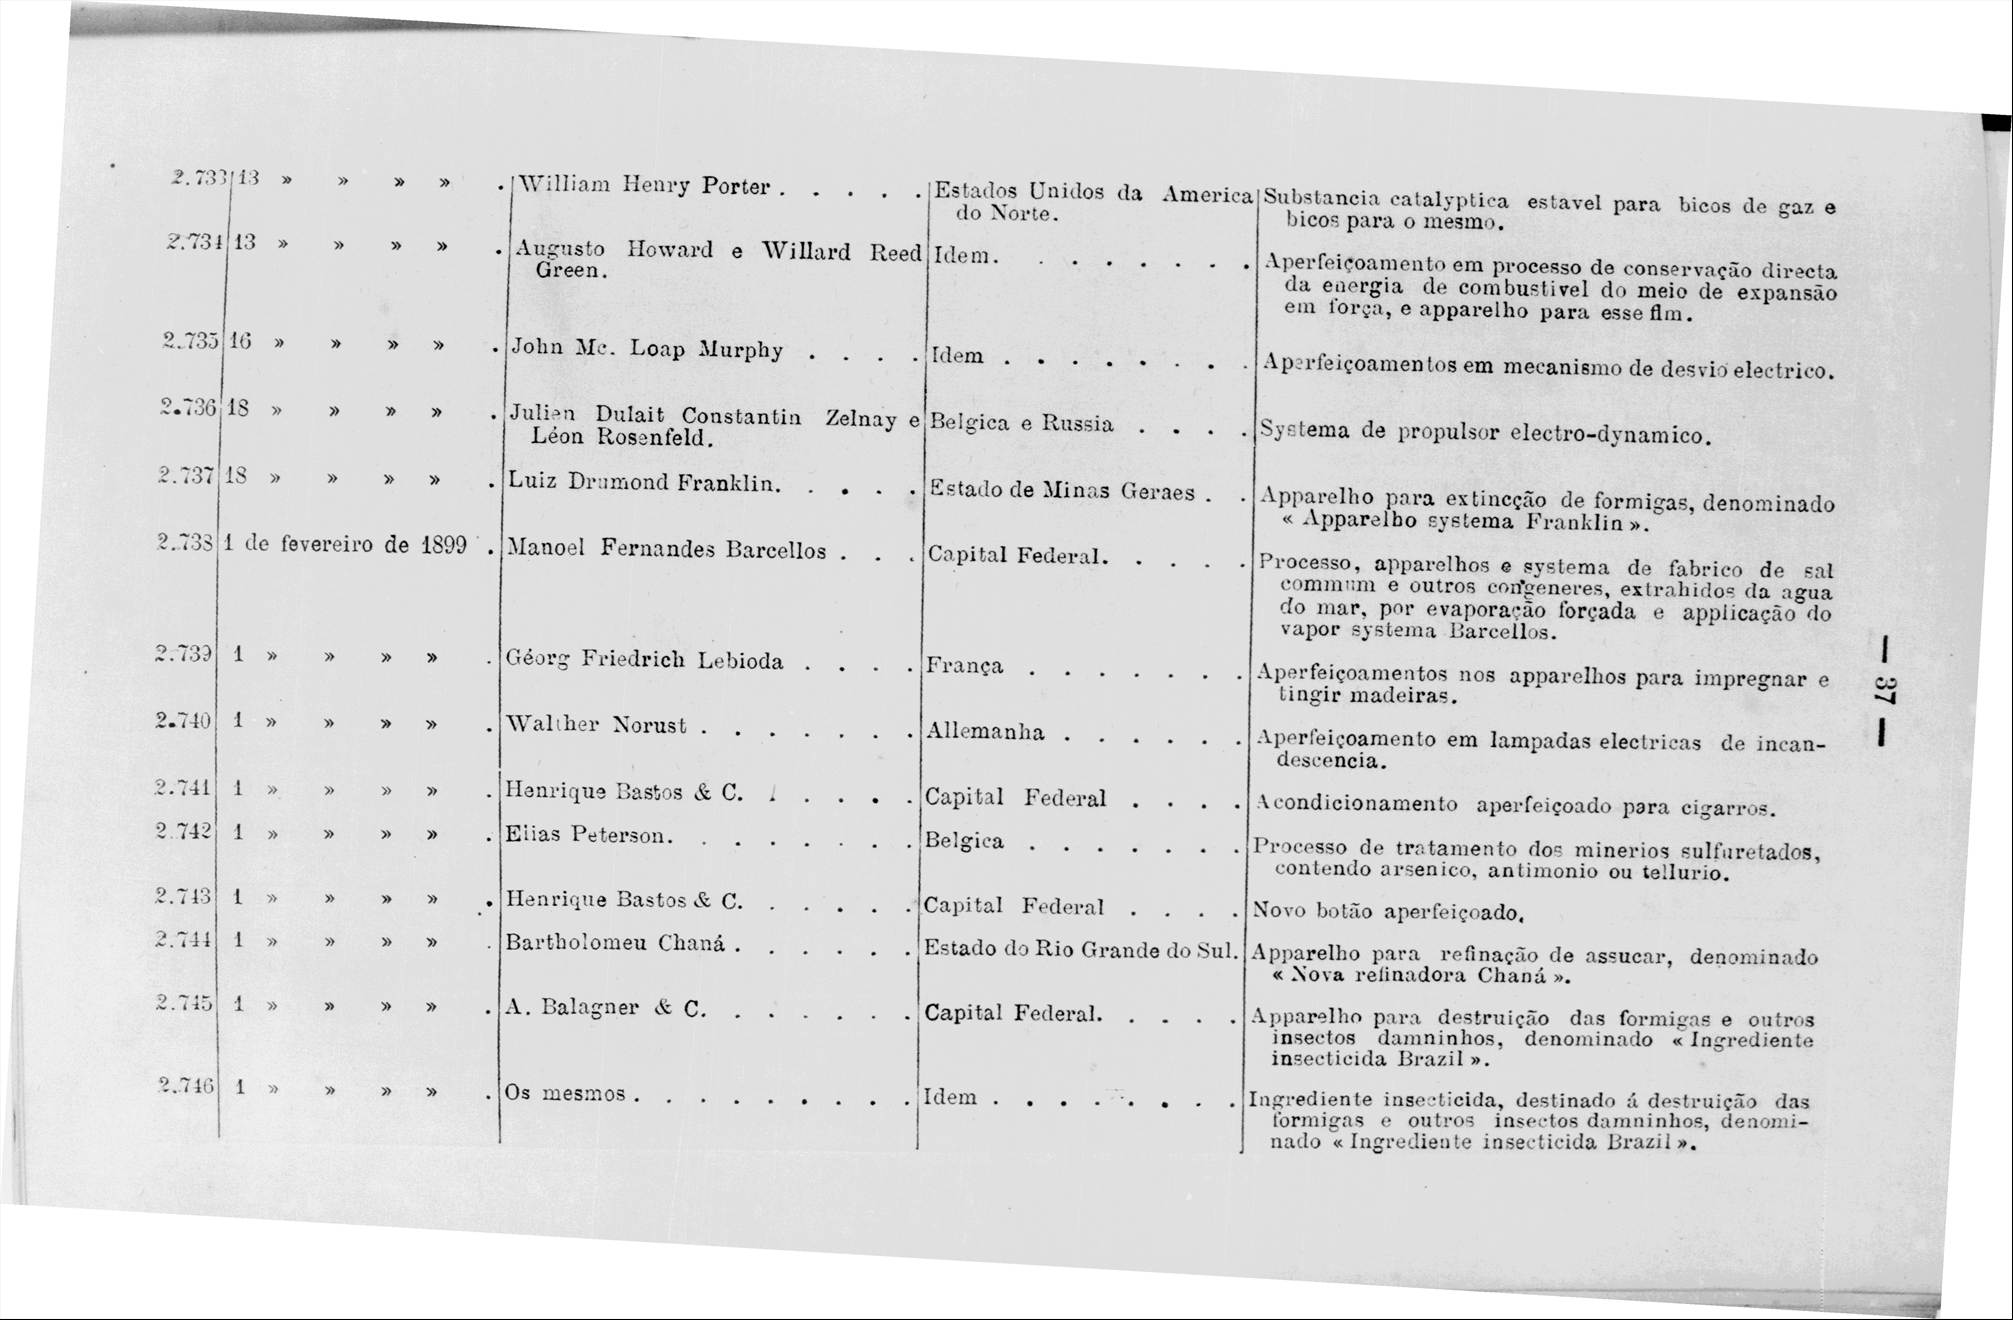 2.733 13 » » » » . William Henry Porter . . . . . Estados Unidos da America Substancia catalyptica estavel para bicos de gaz e
do Norte. bicos para o mesmo.
2.734 13 » » » » . Augusto Howard e Willard Reed Idem. . . . . . . . Aperfeiçoamento em processo de conservação directa
Green. da energia de combustivel do meio de expansão
em força, e apparelho para esse fim.
2.735 16 » » » » . John Mc. Loap Murphy . . . . Idem . . . . . . . . Aperfeiçoamentos em mecanismo de desvio electrico.
2.736 18 » » » » . Julien Dulait Constantin Zelnay e Belgica e Russia . . . . Systema de propulsor electro-dynamico.
Léon Rosenfeld.
2.737 18 » » » » . Luiz Drumond Franklin. . . . . Estado de Minas Geraes . . Apparelho para extincção de formigas, denominado
« Apparelho systema Franklin ».
2.738 1 de fevereiro de 1899 . Manoel Fernandes Barcellos . . . Capital Federal. . . . . Processo, apparelhos e systema de fabrico de sal
commum e outros congeneres, extrahidos da agua
do mar, por evaporação forçada e applicação do
vapor systema Barcellos.
2.739 1 » » » » . Géorg Friedrich Lebioda . . . . França . . . . . . . Aperfeiçoamentos nos apparelhos para impregnar e
tingir madeiras.
2.740 1 » » » » . Walther Norust . . . . . . . Allemanha . . . . . . Aperfeiçoamento em lampadas electricas de incan-
descencia.
2.741 1 » » » » . Henrique Bastos & C. . . . . . Capital Federal . . . . Acondicionamento aperfeiçoado para cigarros.
2.742 1 » » » » . Elias Peterson. . . . . . . . Belgica . . . . . . . Processo de tratamento dos minerios sulfuretados,
contendo arsenico, antimonio ou tellurio.
2.743 1 » » » » . Henrique Bastos & C. . . . . . Capital Federal . . . . Novo botão aperfeiçoado.
2.744 1 » » » » . Bartholomeu Chaná . . . . . . Estado do Rio Grande do Sul. Apparelho para refinação de assucar, denominado
« Nova refinadora Chaná ».
2.745 1 » » » » . A. Balagner & C. . . . . . . Capital Federal. . . . . Apparelho para destruição das formigas e outros
insectos damninhos, denominado « Ingrediente
insecticida Brazil ».
2.746 1 » » » » . Os mesmos . . . . . . . . . Idem . . . . . . . . Ingrediente insecticida, destinado á destruição das
formigas e outros insectos damninhos, denomi-
nado « Ingrediente insecticida Brazil ».
— 37 —